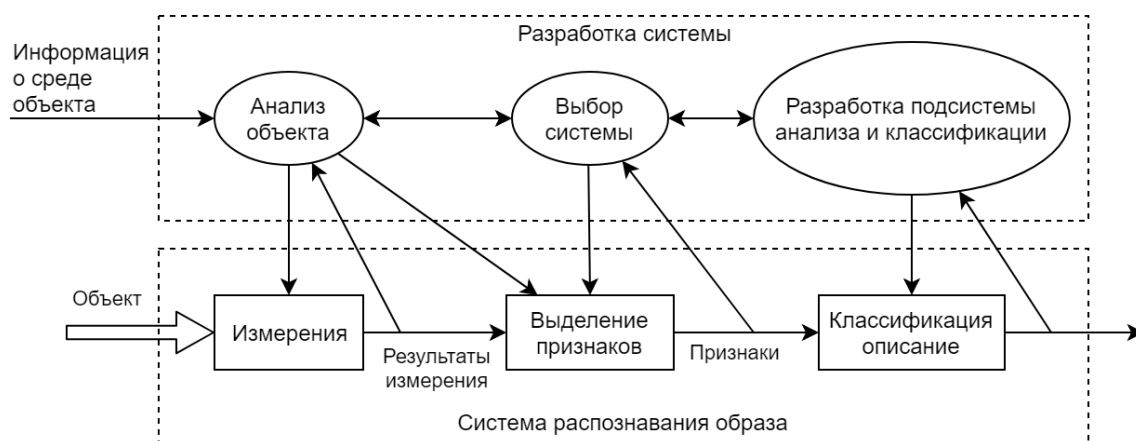 Разработка системы
Информация
о среде
объекта
Анализ
объекта
Выбор
системы
Разработка подсистемы
анализа и классификации
Объект
Измерения
Результаты
измерения
Выделение
признаков
Признаки
Классификация
описание
Система распознавания образа